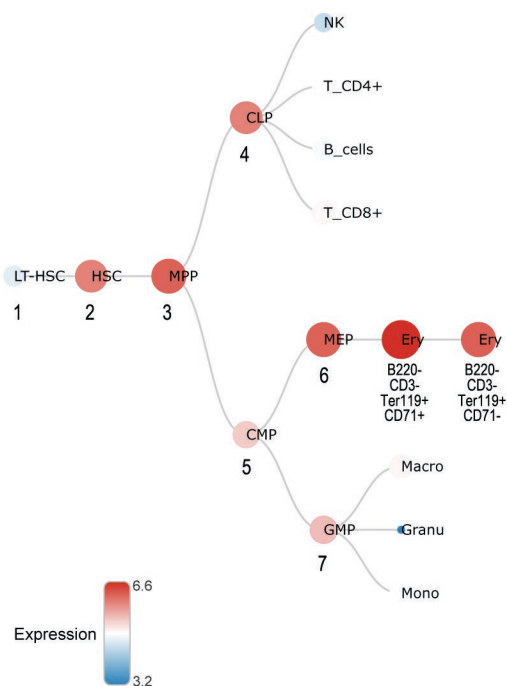 NK
CLP
T_CD4+
4
B_cells
T_CD8+
LT-HSC
HSC
MPP
1
2
3
MEP
Ery
Ery
6
B220-
CD3-
Ter119+
CD71+
B220-
CD3-
Ter119+
CD71-
CMP
5
Macro
GMP
Granu
7
Mono
6.6
Expression
3.2